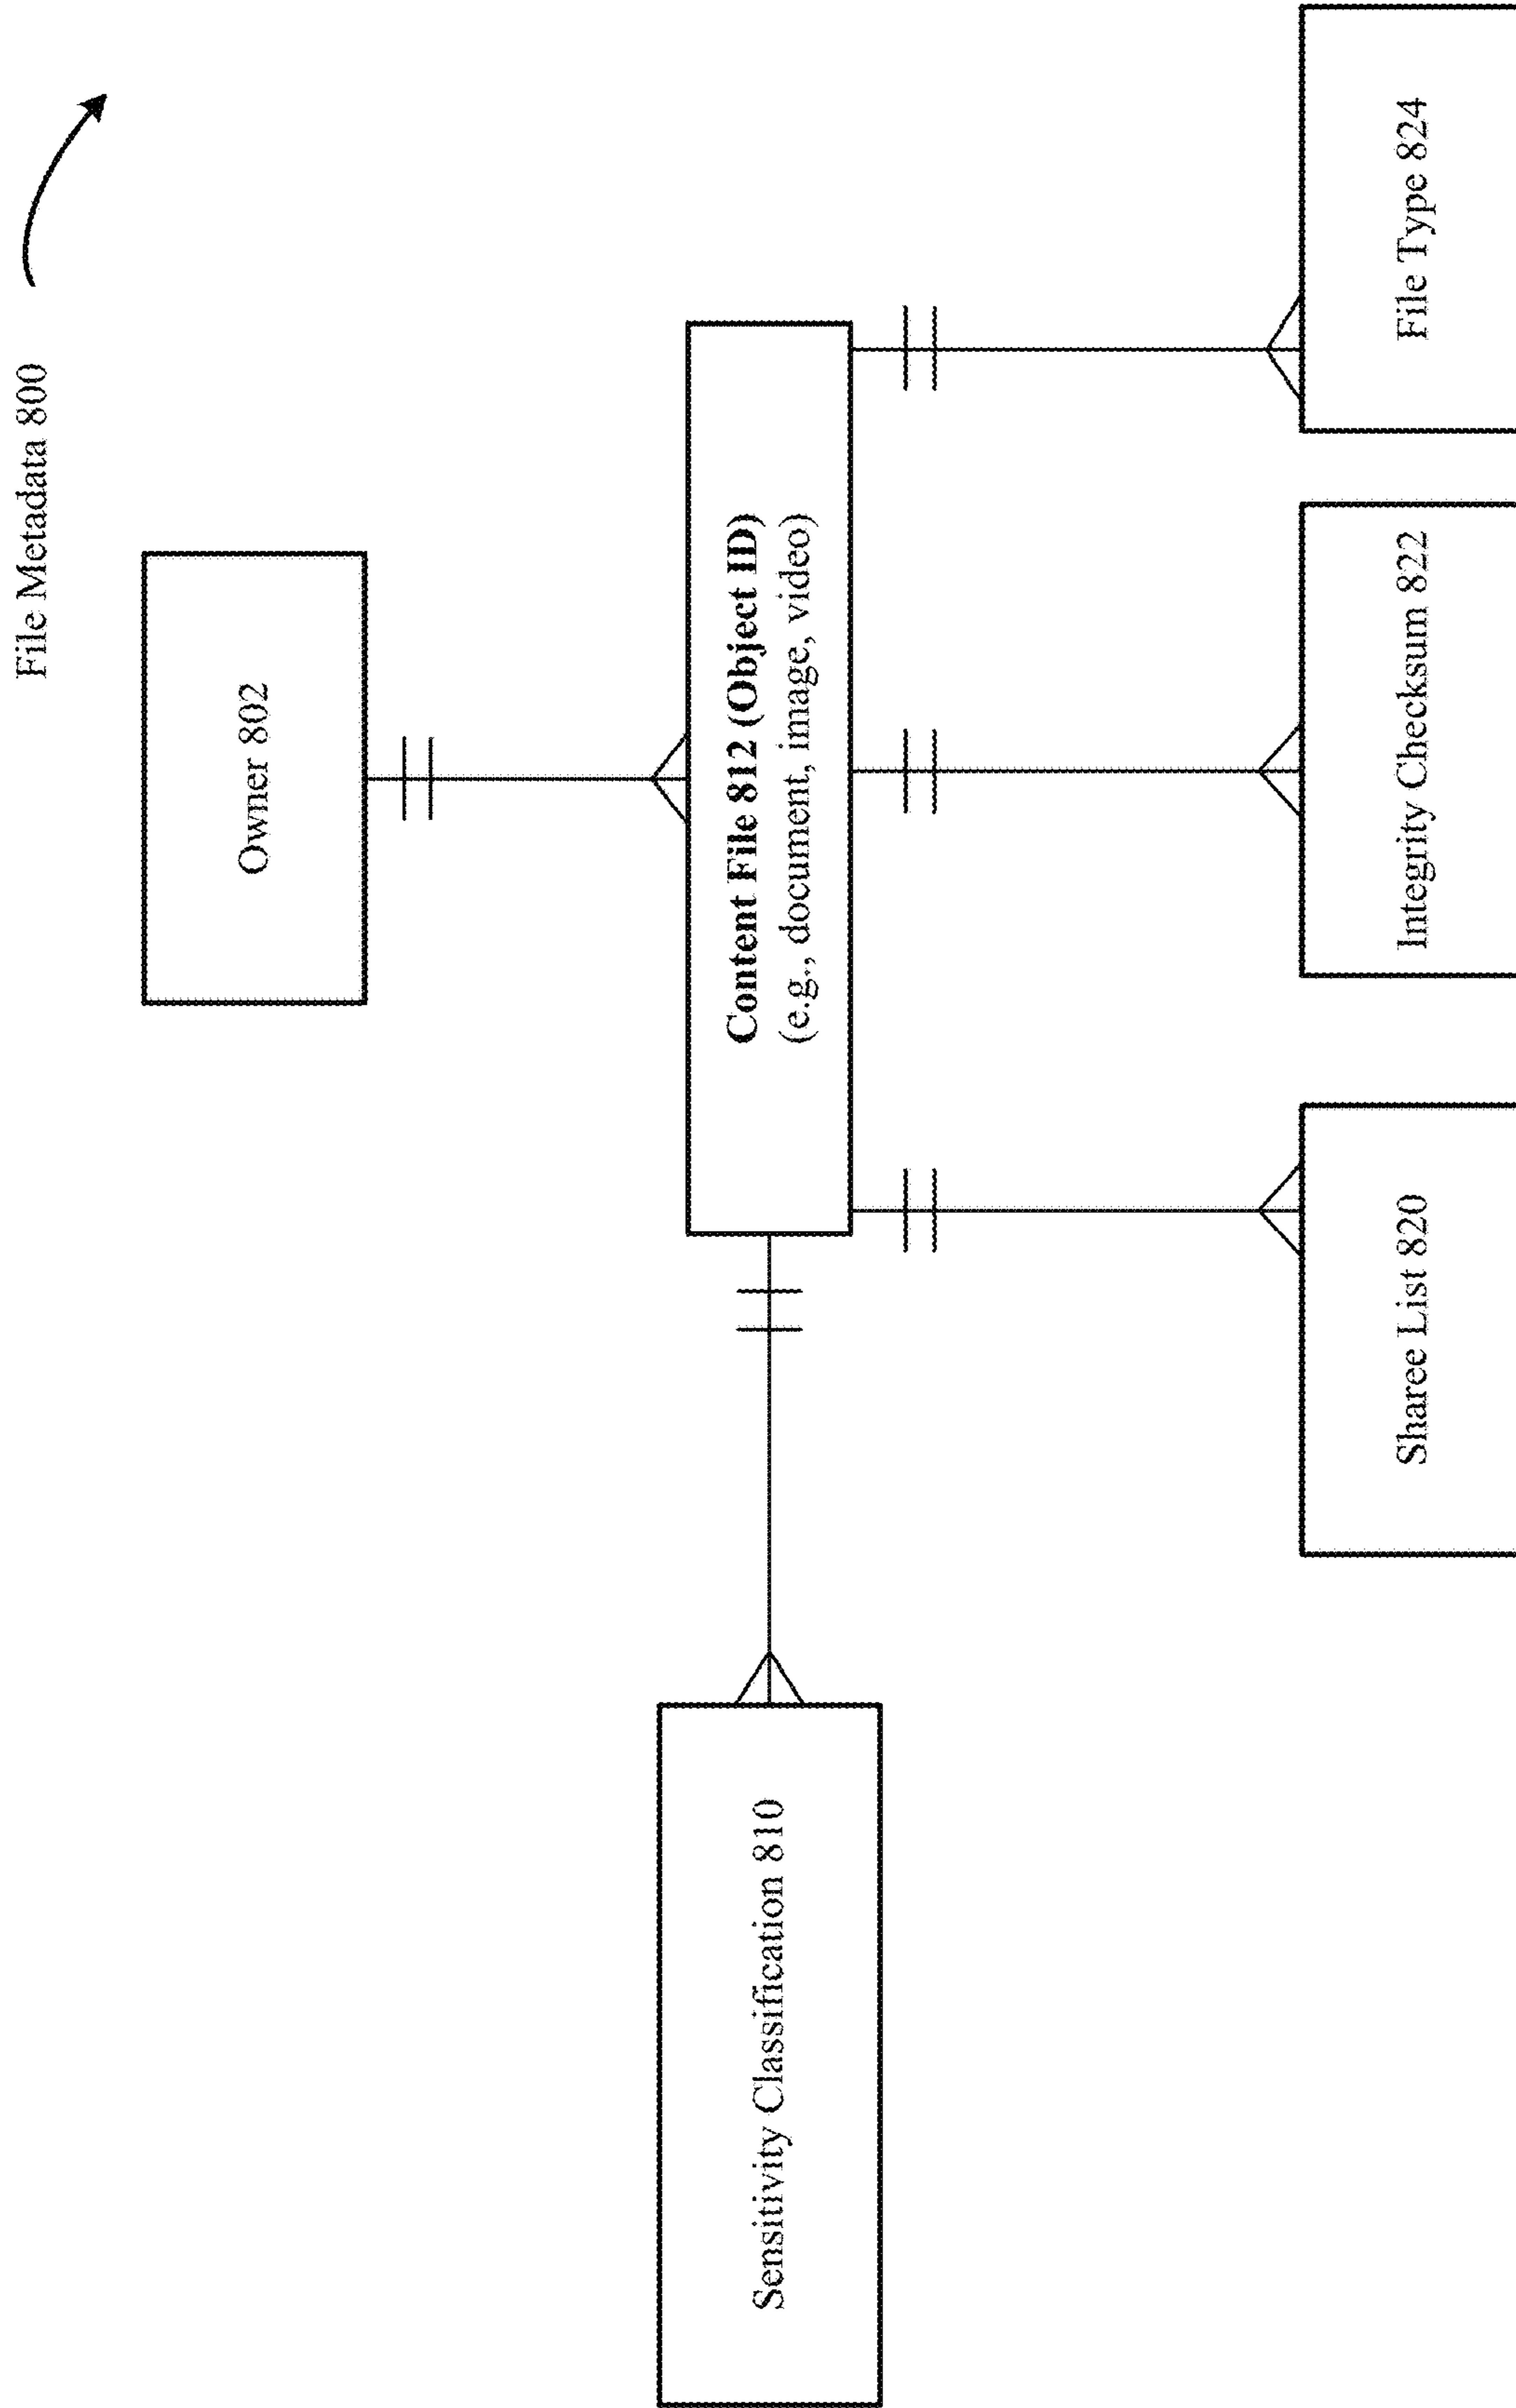 File Metadata 800
Owner 802
Sensitivity Classification 810
Content File 812 (Object ID)
(e.g., document, image, video)
Sharee List 820
Integrity Checksum 822
File Type 824